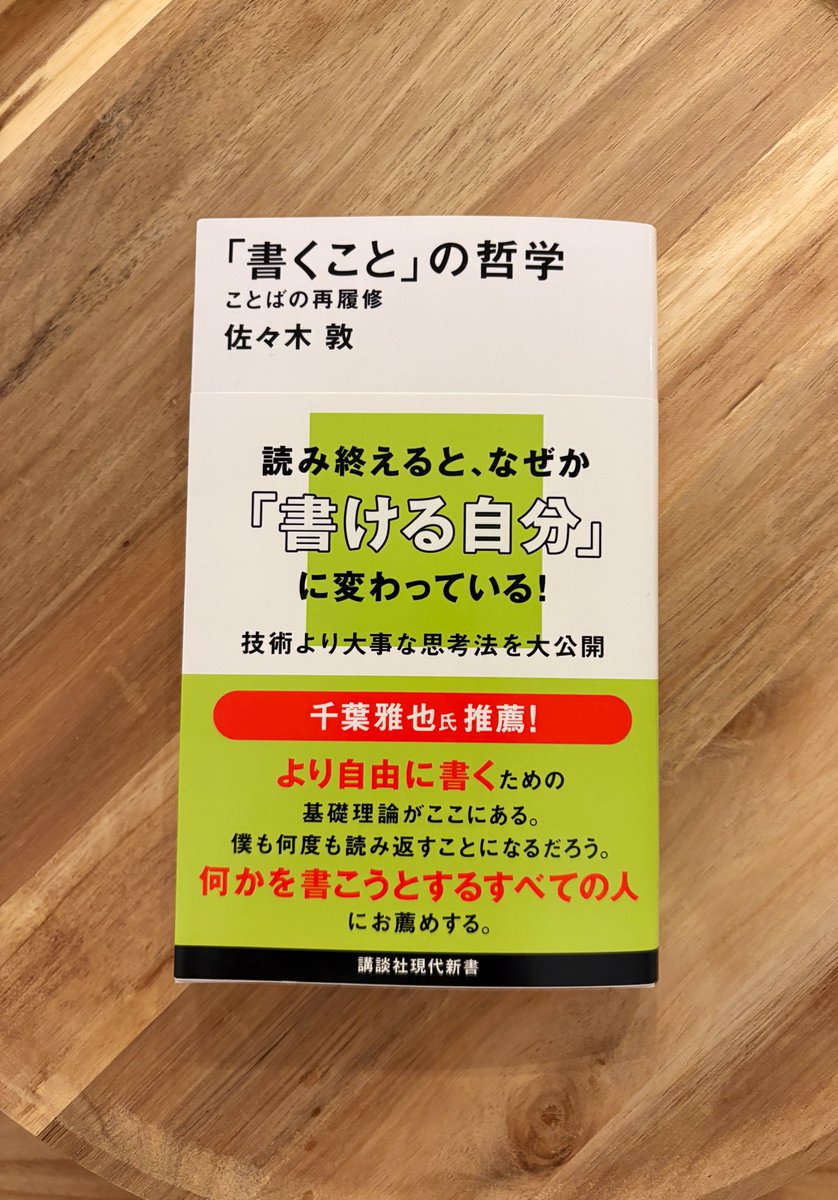 「書くこと」の哲学
ことばの再履修
佐々木 敦
読み終えると、なぜか
「書ける自分」
に変わっている!
技術より大事な思考法を大公開
千葉雅也氏 推薦!
より自由に書くための
基礎理論がここにある。
僕も何度も読み返すことになるだろう。
何かを書こうとするすべての人
にお薦めする。
講談社現代新書